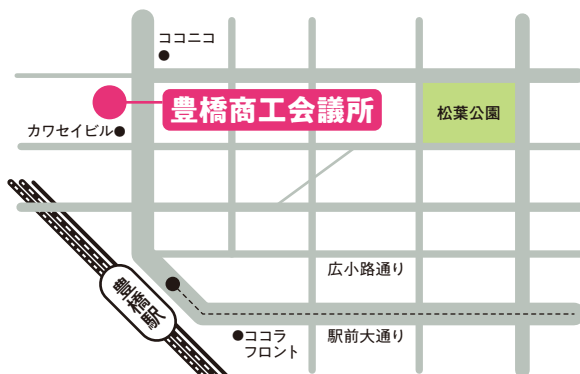 ココニコ
豊橋商工会議所
松葉公園
カワセイビル
広小路通り
豊橋駅
駅前大通り
ココラ
フロント